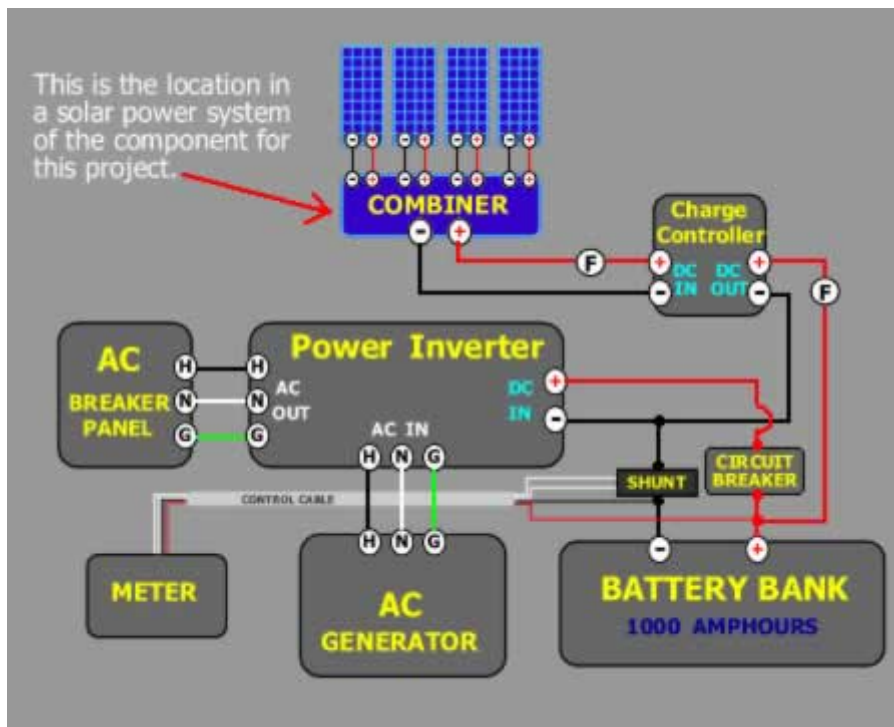 This is the location in
a solar power system
of the component for
this project.
- + - + - + - +
- + - + - + - +
COMBINER
- +
Charge
Controller
F + DC DC +
- IN OUT - F
AC
BREAKER
PANEL
H
N
G
Power Inverter
H
N
G
AC
OUT
DC
IN
+
-
AC IN
H N G
SHUNT
CIRCUIT
BREAKER
CONTROL CABLE
METER
H N G
AC
GENERATOR
- +
BATTERY BANK
1000 AMPHOURS